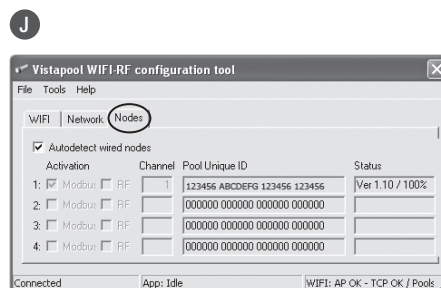 J
Vistapool WIFI-RF configuration tool
File Tools Help
WIFI Network Nodes
Autodetect wired nodes
Activation Channel Pool Unique ID Status
1: Modbus RF 1 123456 ABCDEFG 123456 123456 Ver 1.10 / 100%
2: Modbus RF 000000 000000 000000 000000
3: Modbus RF 000000 000000 000000 000000
4: Modbus RF 000000 000000 000000 000000
Connected App: Idle WIFI: AP OK - TCP OK / Pools